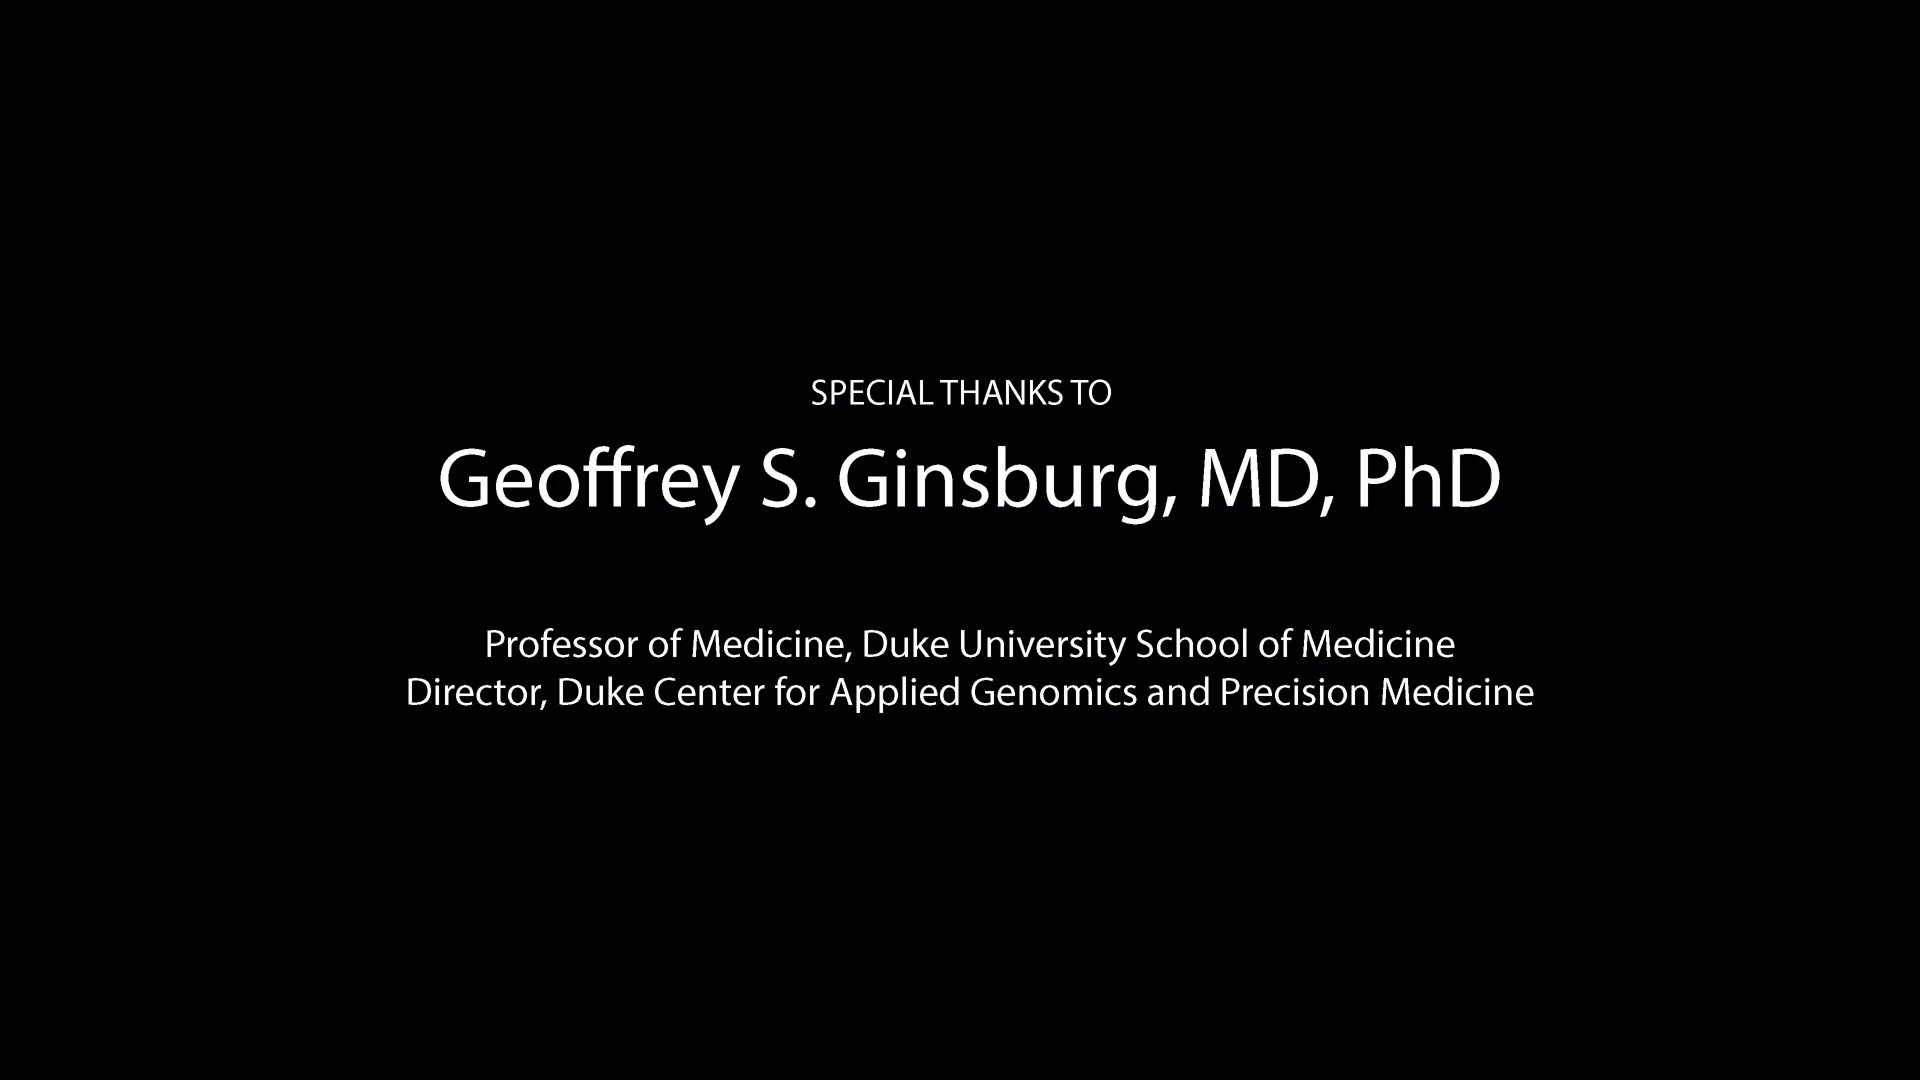 SPECIAL THANKS TO
Geoffrey S. Ginsburg, MD, PhD
Professor of Medicine, Duke University School of Medicine
Director, Duke Center for Applied Genomics and Precision Medicine